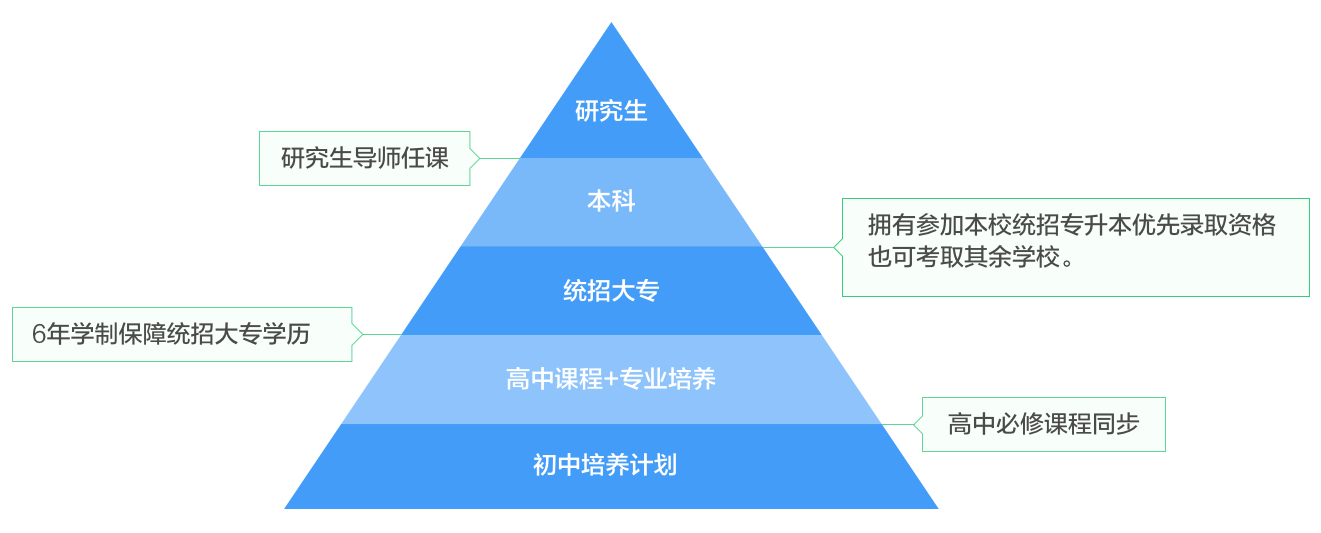 研究生
研究生导师任课
本科
拥有参加本校统招专升本优先录取资格
也可考取其余学校。
统招大专
6年学制保障统招大专学历
高中课程+专业培养
高中必修课程同步
初中培养计划